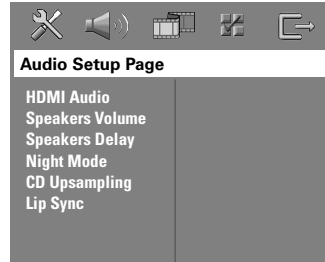 Audio Setup Page
HDMI Audio
Speakers Volume
Speakers Delay
Night Mode
CD Upsampling
Lip Sync